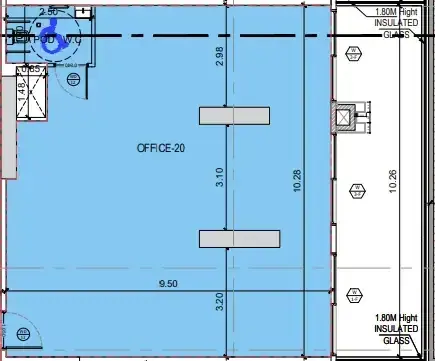 2.50
1.80M Hight
INSULATED
GLASS
POD W.C
W
2.98
0.85
1.48
OFFICE-20
3.10
10.28
W
10.26
9.50
W
3.20
1.80M Hight
INSULATED
GLASS